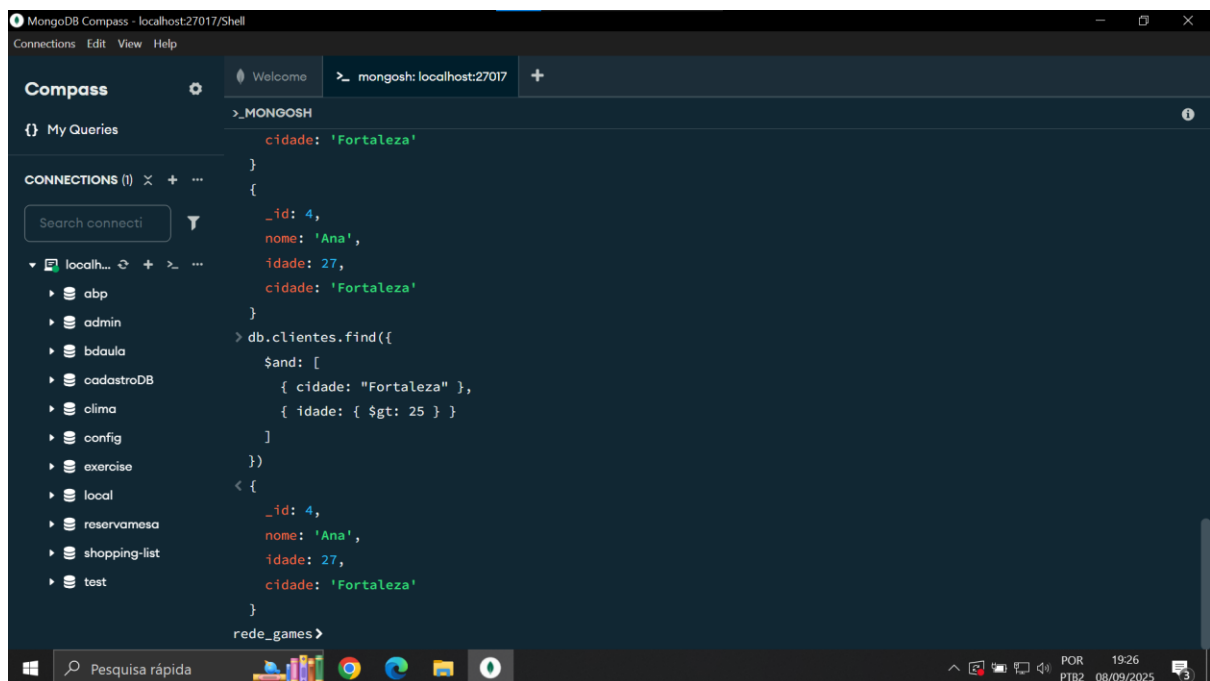 MongoDB Compass - localhost:27017/Shell
Connections Edit View Help
Compass
Welcome
>_ mongosh: localhost:27017
+
{} My Queries
>_MONGOSH
CONNECTIONS (1)
Search connecti
localh...
abp
admin
bdaula
cadastroDB
clima
config
exercise
local
reservamesa
shopping-list
test
cidade: 'Fortaleza'
}
{
_id: 4,
nome: 'Ana',
idade: 27,
cidade: 'Fortaleza'
}
> db.clientes.find({
$and: [
{ cidade: "Fortaleza" },
{ idade: { $gt: 25 } }
]
})
< {
_id: 4,
nome: 'Ana',
idade: 27,
cidade: 'Fortaleza'
}
rede_games>
Pesquisa rápida
POR
PTB2
19:26
08/09/2025
3